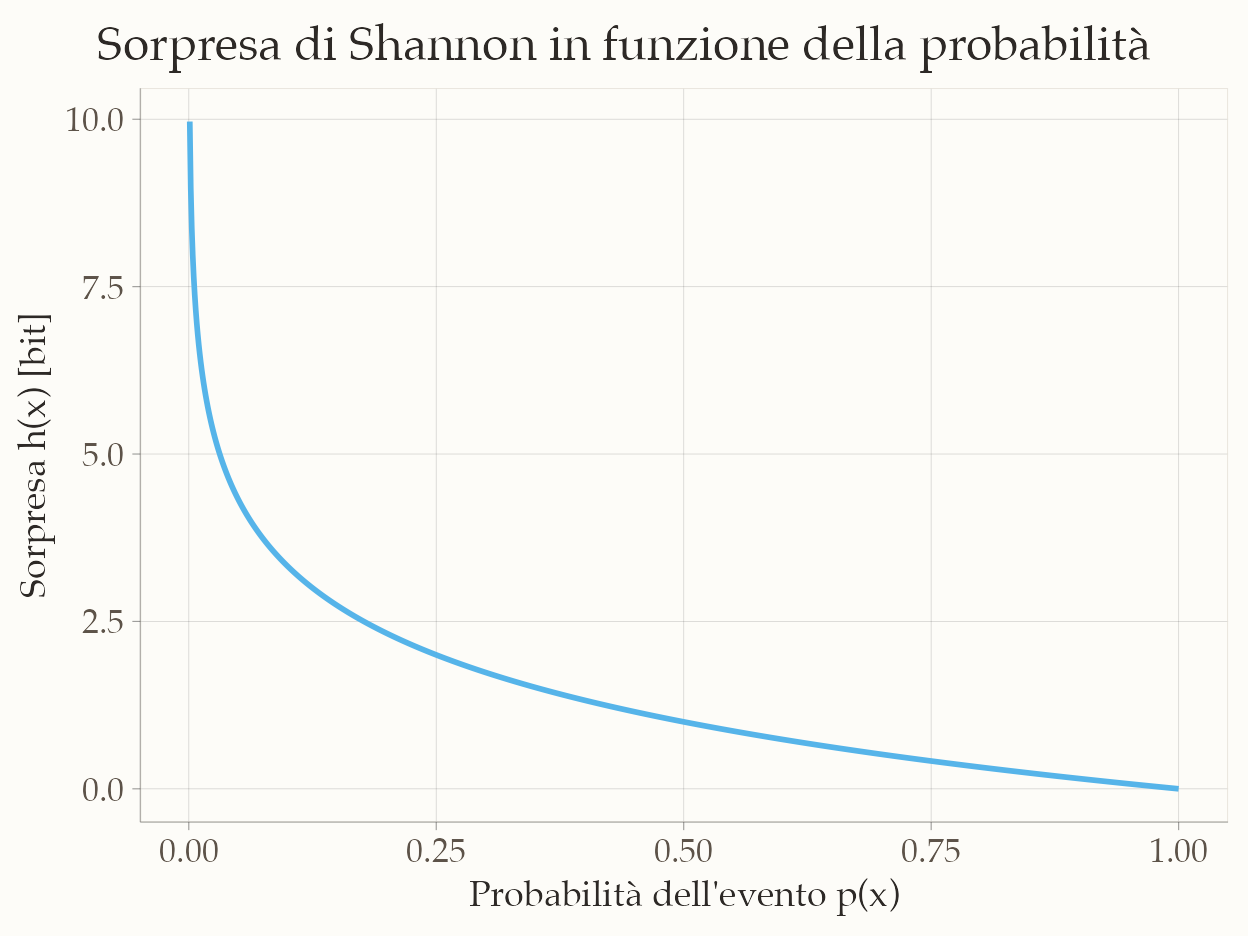 Sorpresa di Shannon in funzione della probabilità
10.0
7.5
5.0
2.5
0.0
Sorpresa h(x) [bit]
0.00 0.25 0.50 0.75 1.00
Probabilità dell'evento p(x)